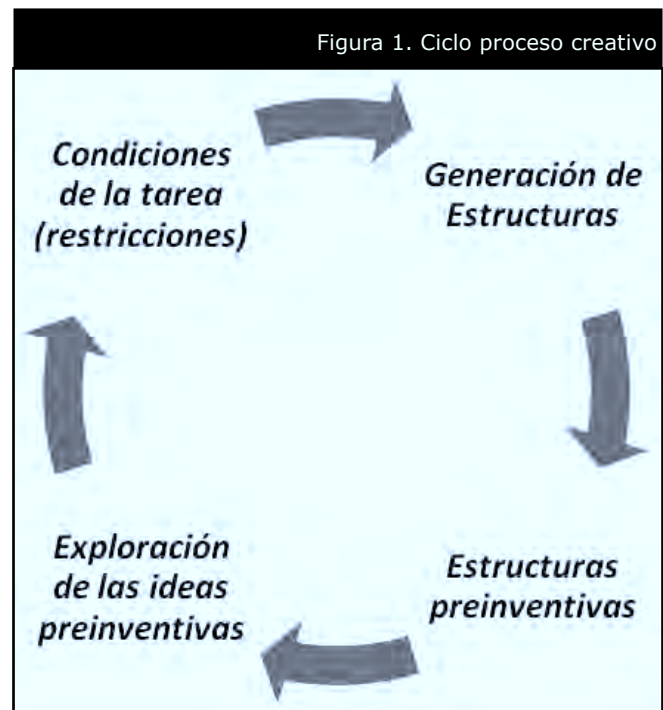 Figura 1. Ciclo proceso creativo
Condiciones
de la tarea
(restricciones)
Generación de
Estructuras
Estructuras
preinventivas
Exploración
de las ideas
preinventivas